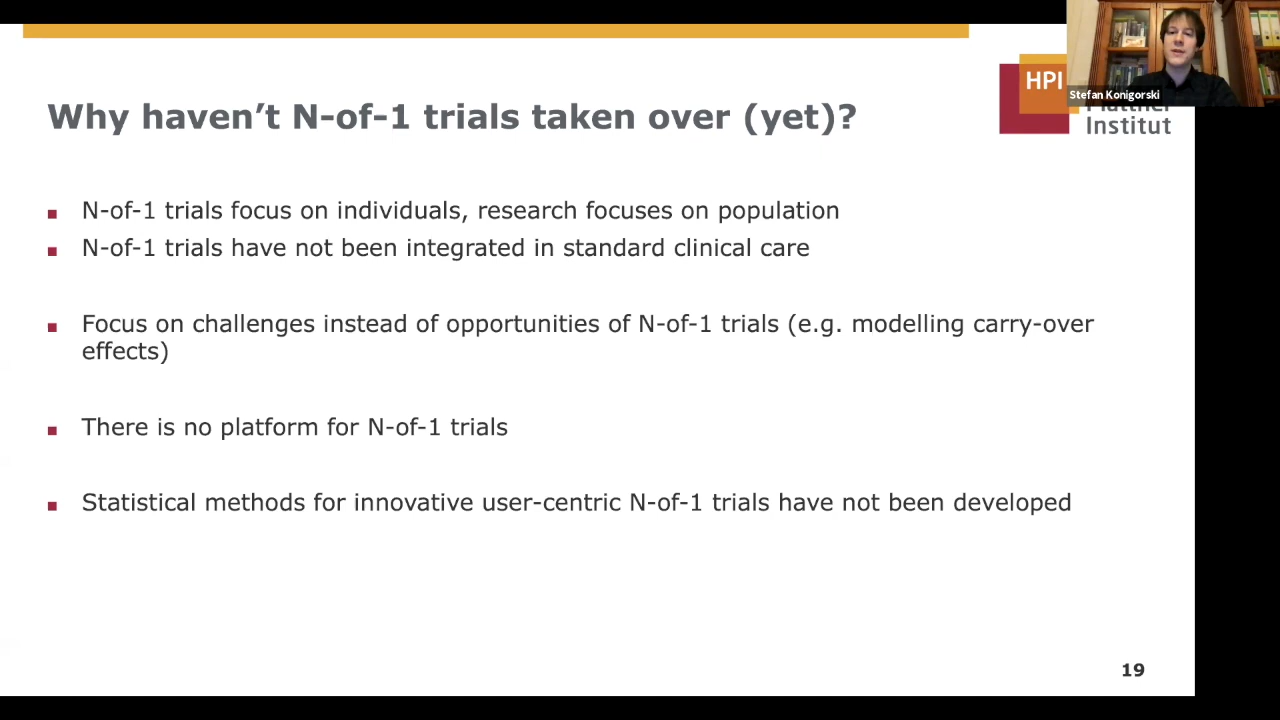 Why haven’t N-of-1 trials taken over (yet)?
HPI
Stefan Konigorski
Institut
▪ N-of-1 trials focus on individuals, research focuses on population
▪ N-of-1 trials have not been integrated in standard clinical care
▪ Focus on challenges instead of opportunities of N-of-1 trials (e.g. modelling carry-over
effects)
▪ There is no platform for N-of-1 trials
▪ Statistical methods for innovative user-centric N-of-1 trials have not been developed
19